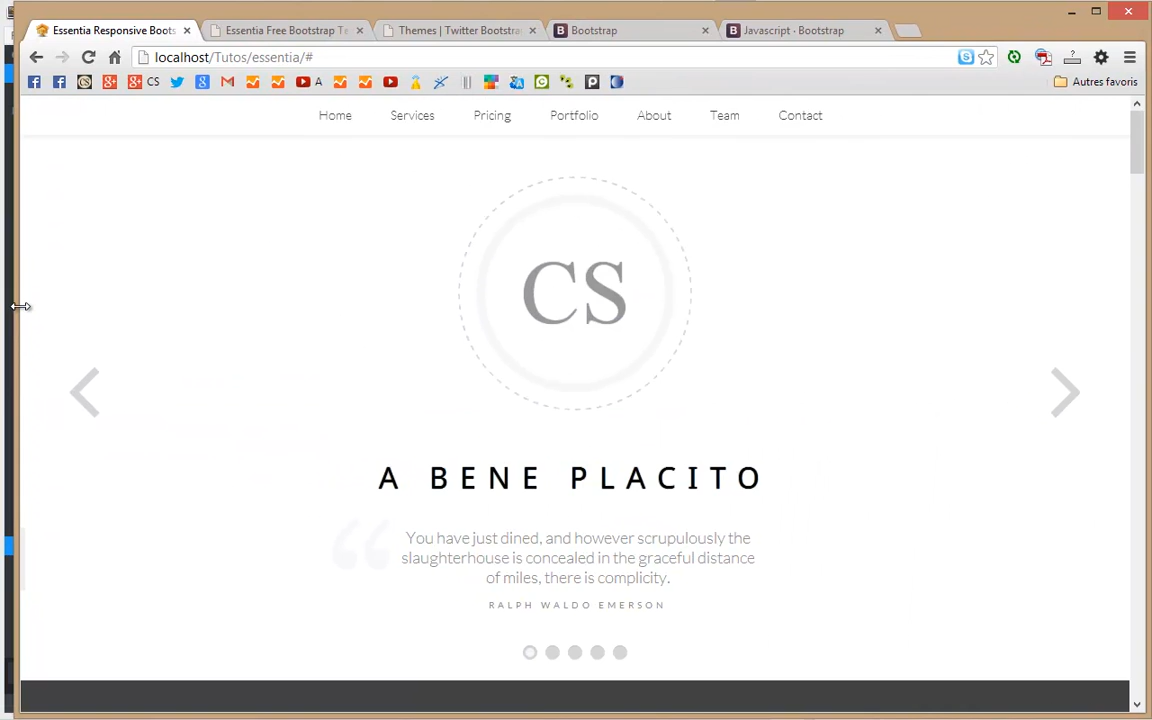 Essentia Responsive Boots
Essentia Free Bootstrap Te
Themes | Twitter Bootstra
Bootstrap
Javascript · Bootstrap
localhost/Tutos/essentia/#
CS
A
Autres favoris
Home
Services
Pricing
Portfolio
About
Team
Contact
CS
A BENE PLACITO
You have just dined, and however scrupulously the
slaughterhouse is concealed in the graceful distance
of miles, there is complicity.
RALPH WALDO EMERSON